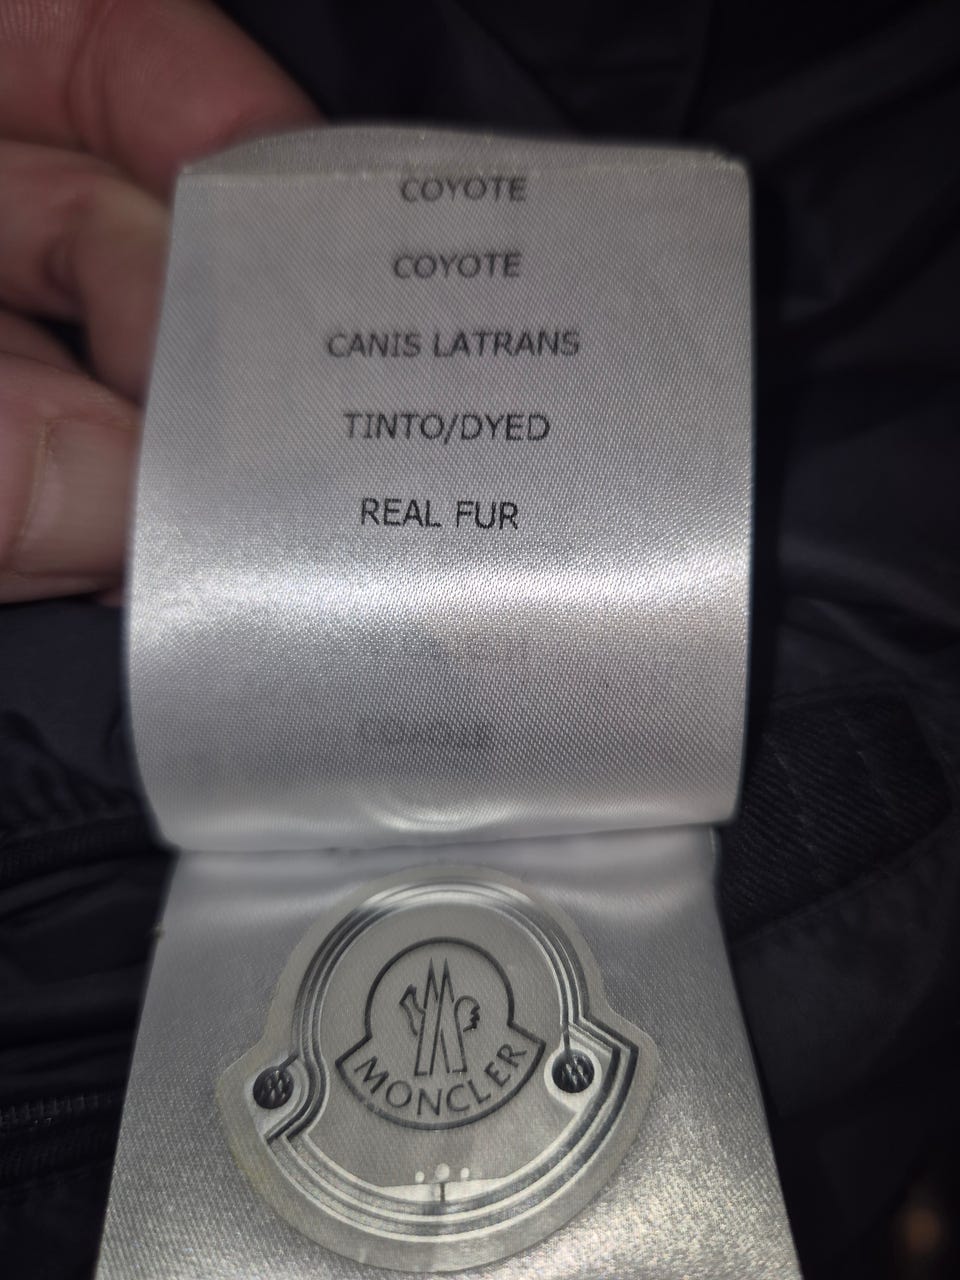 COYOTE
COYOTE
CANIS LATRANS
TINTO/DYED
REAL FUR
MONCLER